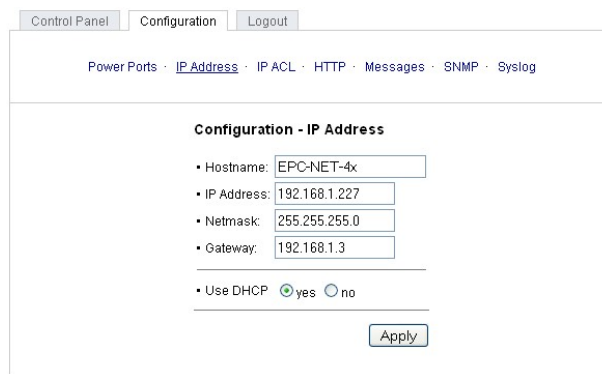 Control Panel Configuration Logout
Power Ports · IP Address · IP ACL · HTTP · Messages · SNMP · Syslog
Configuration - IP Address
▪ Hostname: EPC-NET-4x
▪ IP Address: 192.168.1.227
▪ Netmask: 255.255.255.0
▪ Gateway: 192.168.1.3
▪ Use DHCP yes no
Apply